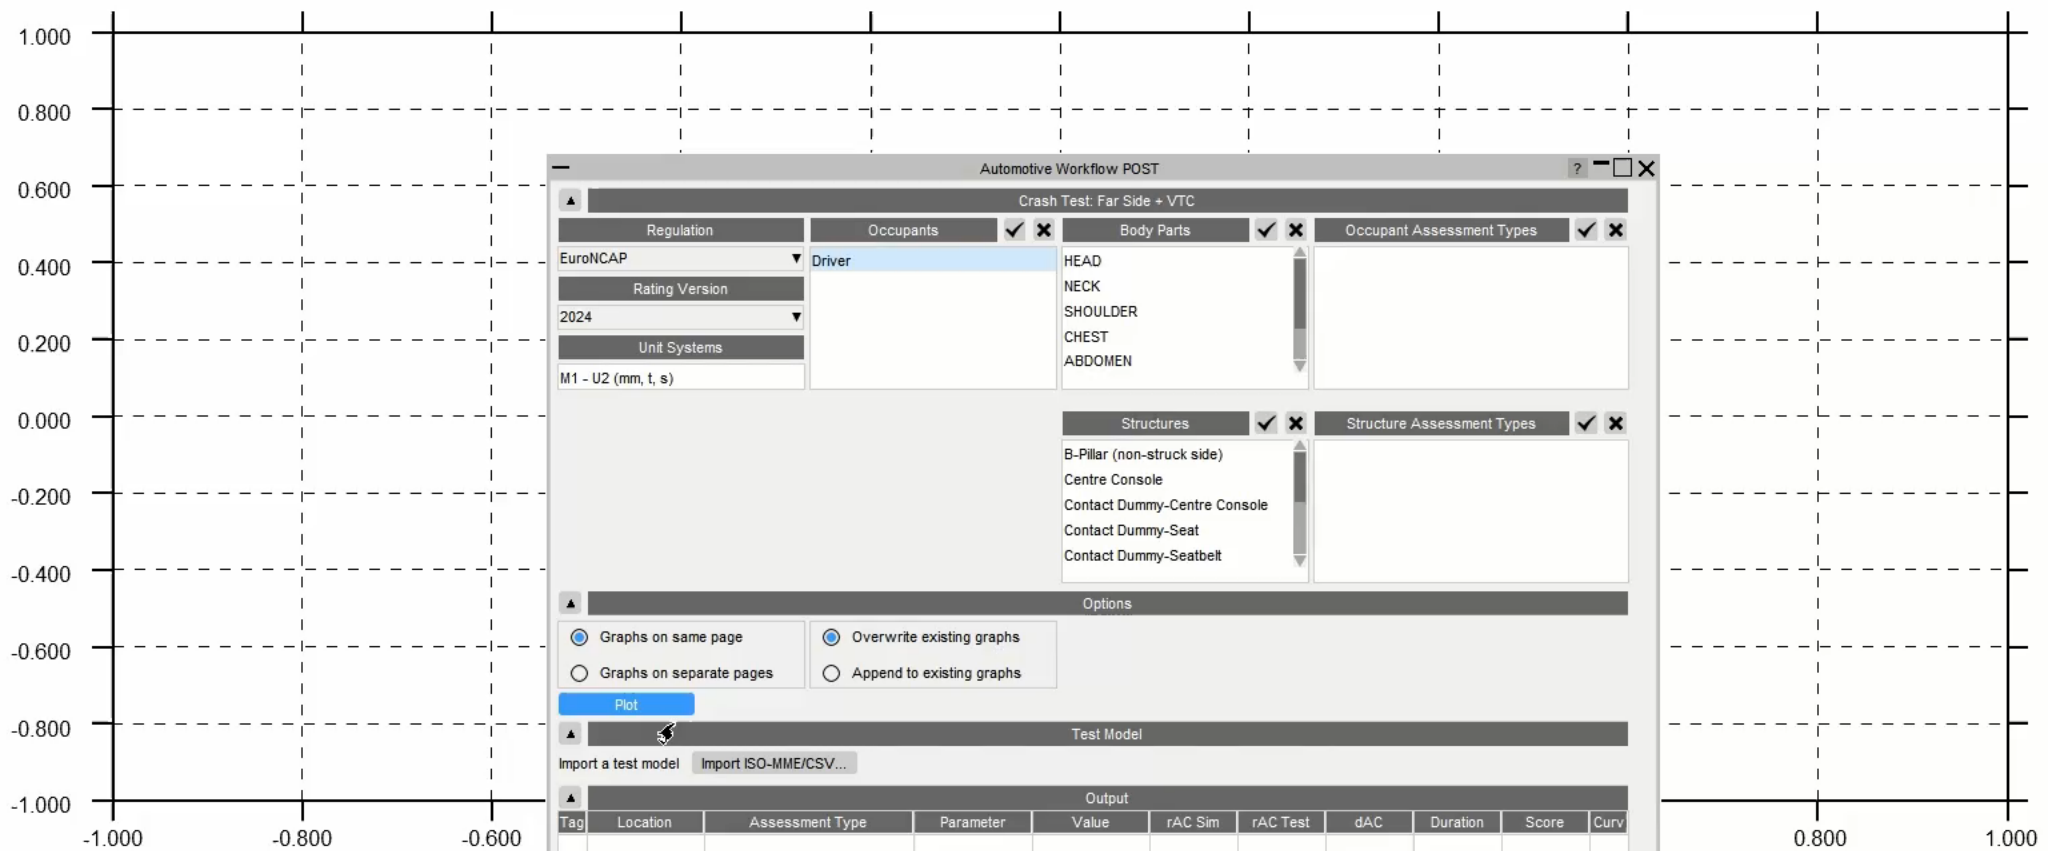 1.000
0.800
Automotive Workflow POST ?
0.600
Crash Test: Far Side + VTC
Regulation Occupants Body Parts Occupant Assessment Types
EuroNCAP Driver HEAD
0.400
Rating Version NECK
2024 SHOULDER
0.200
Unit Systems CHEST
M1 - U2 (mm, t, s) ABDOMEN
0.000
Structures Structure Assessment Types
B-Pillar (non-struck side)
Centre Console
-0.200
Contact Dummy-Centre Console
Contact Dummy-Seat
Contact Dummy-Seatbelt
-0.400
Options
Graphs on same page Overwrite existing graphs
-0.600
Graphs on separate pages Append to existing graphs
Plot
-0.800
Test Model
Import a test model Import ISO-MME/CSV...
-1.000
Output
Tag Location Assessment Type Parameter Value rAC Sim rAC Test dAC Duration Score Curv
-1.000 -0.800 -0.600 0.800 1.000